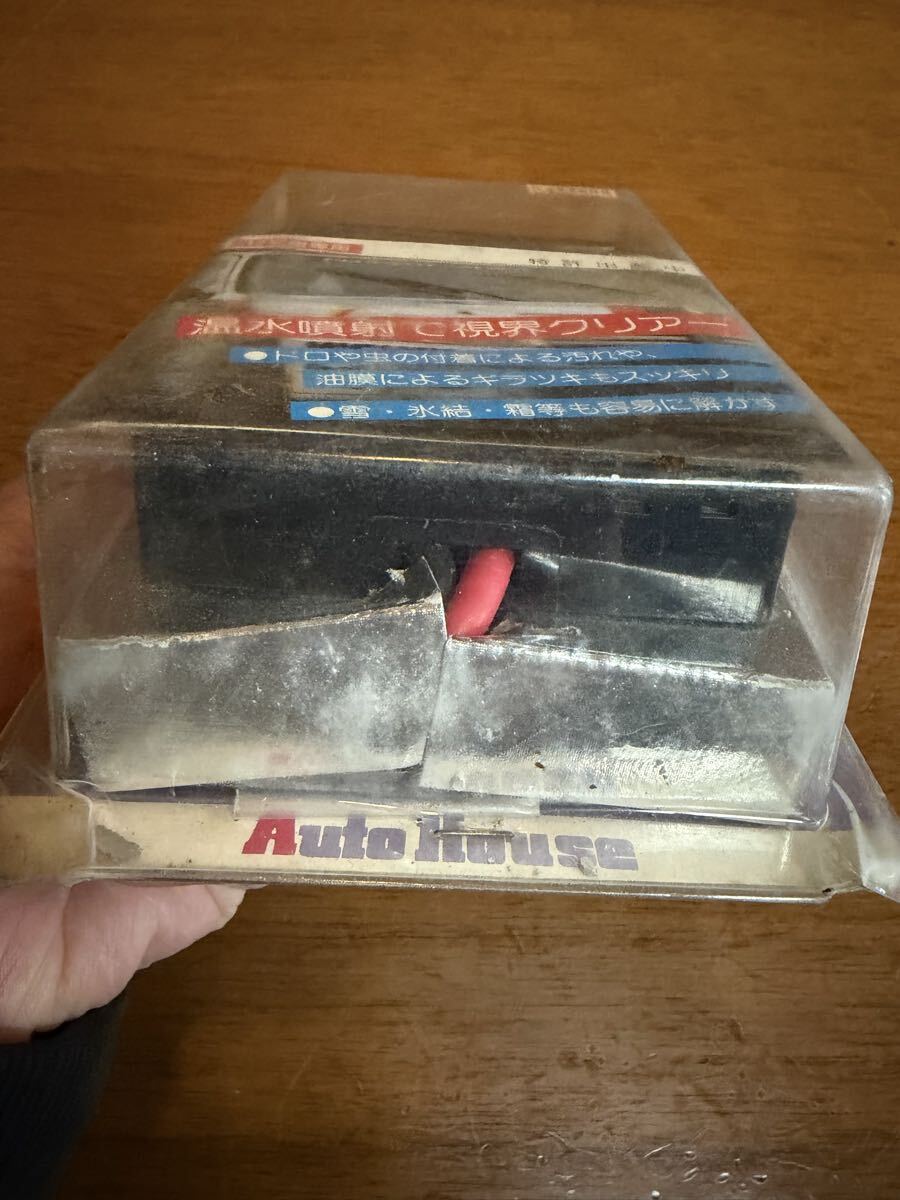 特許出願中
温水噴射で視界クリアー
●ドロや虫の付着による汚れや、
油膜によるギラツキもスッキリ
●雪・氷結・霜等も容易に解かす
Auto House